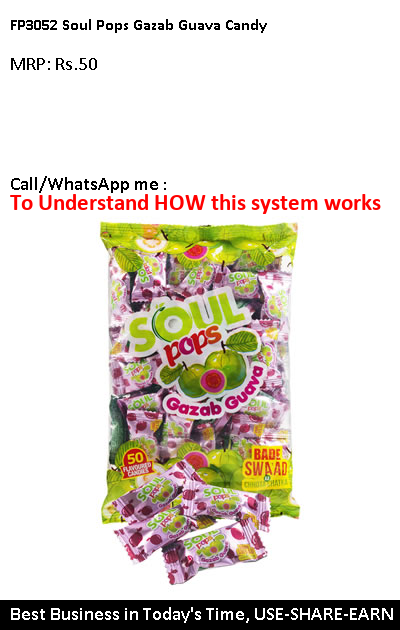 FP3052 Soul Pops Gazab Guava Candy
MRP: Rs.50
Call/WhatsApp me :
To Understand HOW this system works
SOUL
pops
Gazab Guava
50
FLAVOURED
CANDIES
BADE
SWAAD
Best Business in Today's Time, USE-SHARE-EARN